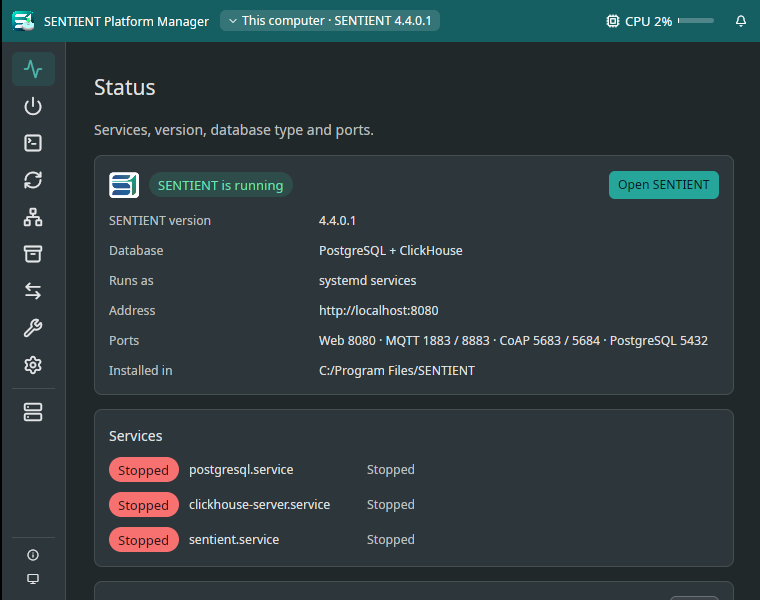 SENTIENT Platform Manager
This computer · SENTIENT 4.4.0.1
CPU 2%
Status
Services, version, database type and ports.
SENTIENT is running
Open SENTIENT
SENTIENT version 4.4.0.1
Database PostgreSQL + ClickHouse
Runs as systemd services
Address http://localhost:8080
Ports Web 8080 · MQTT 1883 / 8883 · CoAP 5683 / 5684 · PostgreSQL 5432
Installed in C:/Program Files/SENTIENT
Services
Stopped postgresql.service Stopped
Stopped clickhouse-server.service Stopped
Stopped sentient.service Stopped